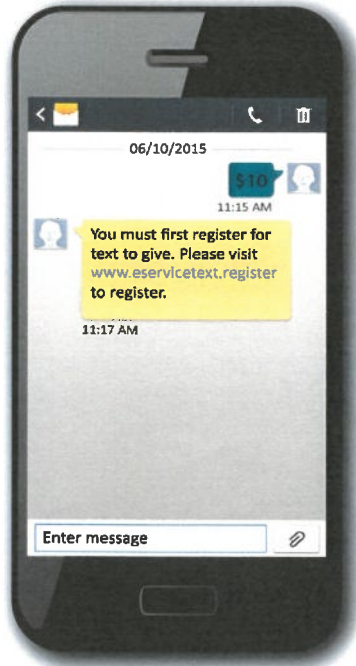 06/10/2015
$10
11:15 AM
You must first register for
text to give. Please visit
www.eservicetext.register
to register.
11:17 AM
Enter message